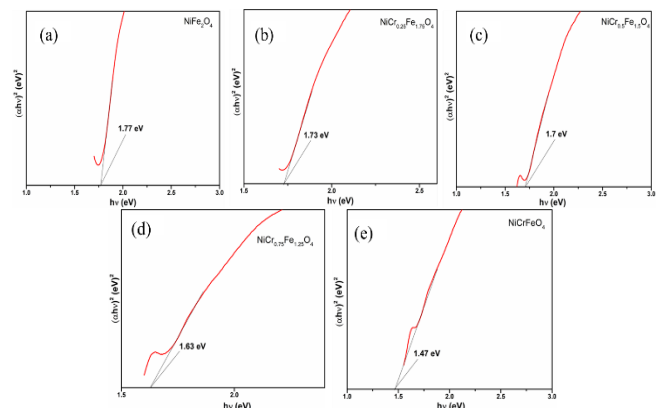 (a)
NiFe₂O₄
(αhν)² (eV)²
1.77 eV
1.0 1.5 2.0 2.5 3.0
hν (eV)
(b)
NiCr₀.₂₅Fe₁.₇₅O₄
(αhν)² (eV)²
1.73 eV
1.0 1.5 2.0 2.5
hν (eV)
(c)
NiCr₀.₅Fe₁.₅O₄
(αhν)² (eV)²
1.7 eV
1.0 1.5 2.0 2.5 3.0
hν (eV)
(d)
NiCr₀.₇₅Fe₁.₂₅O₄
(αhν)² (eV)²
1.63 eV
1.5 2.0
hν (eV)
(e)
NiCrFeO₄
(αhν)² (eV)²
1.47 eV
1.0 1.5 2.0 2.5 3.0
hν (eV)